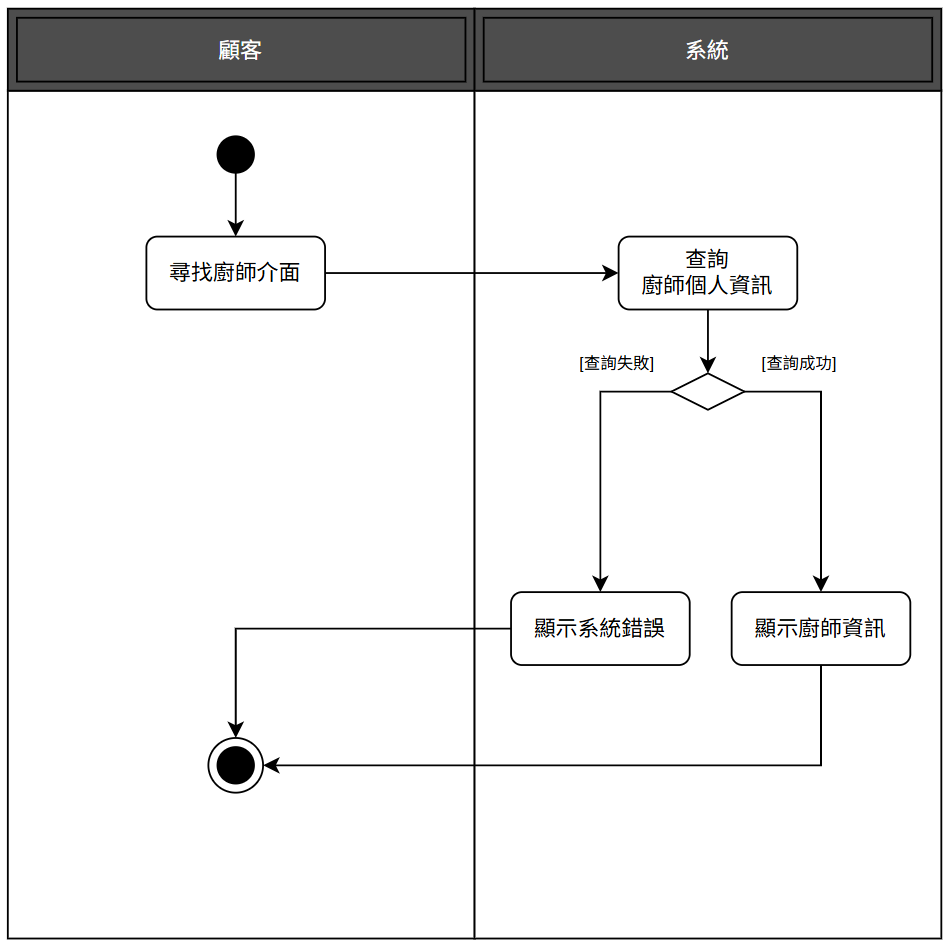 顧客
系統
尋找廚師介面
查詢
廚師個人資訊
[查詢失敗]
[查詢成功]
顯示系統錯誤
顯示廚師資訊